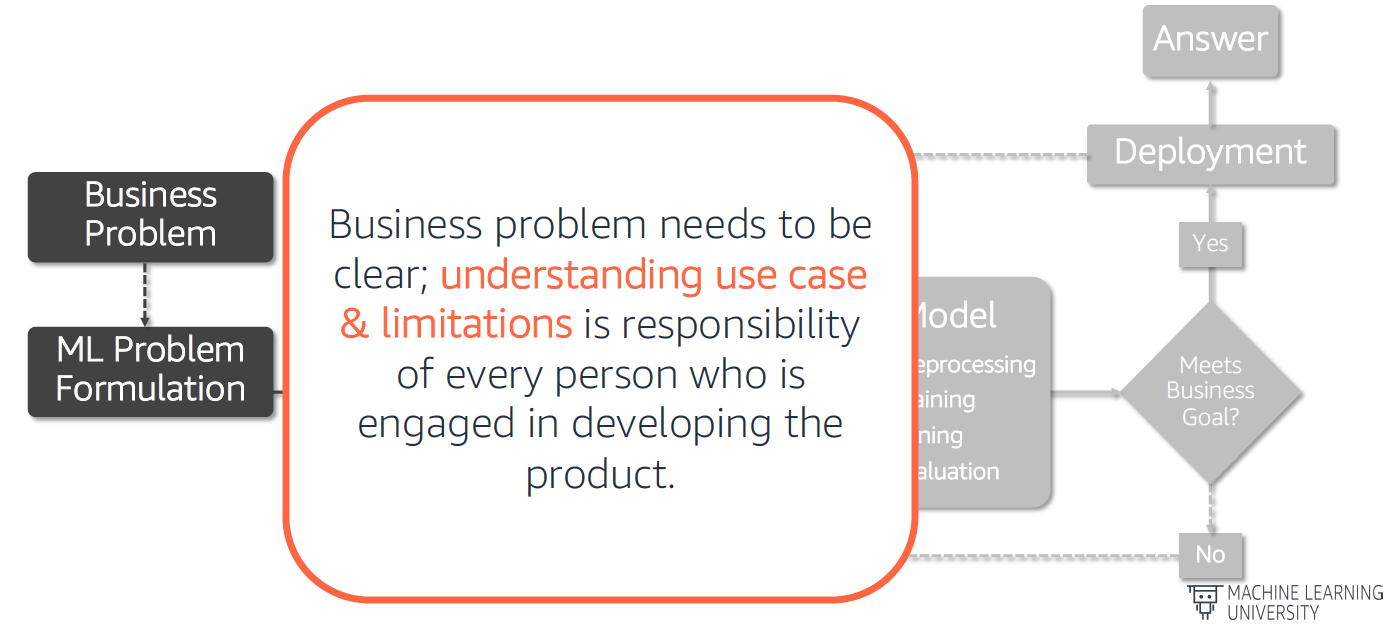 Business
Problem
ML Problem
Formulation
Business problem needs to be
clear; understanding use case
& limitations is responsibility
of every person who is
engaged in developing the
product.
Answer
Deployment
Yes
Meets
Business
Goal?
No
MACHINE LEARNING
UNIVERSITY